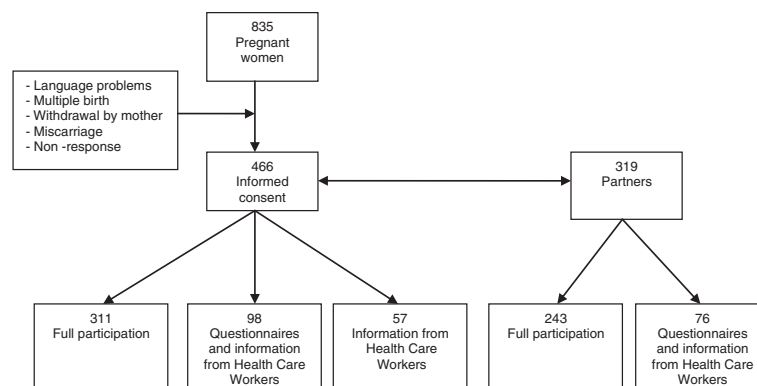 835
Pregnant
women
- Language problems
- Multiple birth
- Withdrawal by mother
- Miscarriage
- Non -response
466
Informed
consent
319
Partners
311
Full participation
98
Questionnaires
and information
from Health Care
Workers
57
Information from
Health Care
Workers
243
Full participation
76
Questionnaires
and information
from Health Care
Workers